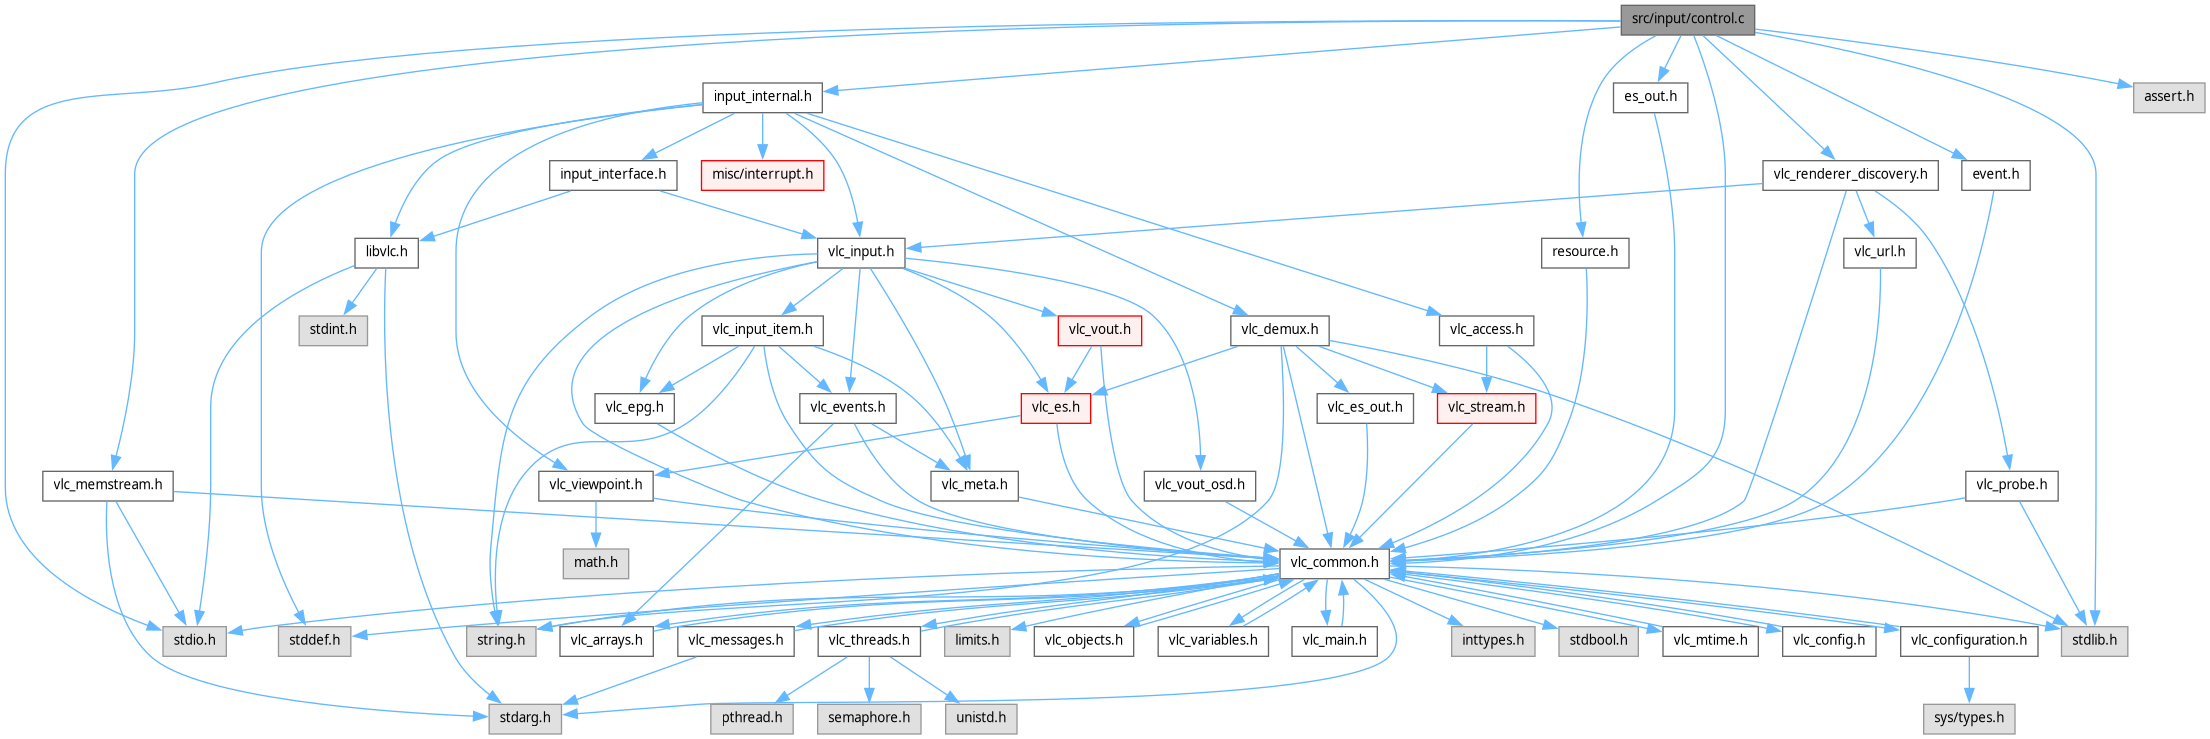 src/input/control.c
input_internal.h
es_out.h
assert.h
input_interface.h
misc/interrupt.h
vlc_renderer_discovery.h
event.h
libvlc.h
vlc_input.h
resource.h
vlc_url.h
stdint.h
vlc_input_item.h
vlc_vout.h
vlc_demux.h
vlc_access.h
vlc_epg.h
vlc_events.h
vlc_es.h
vlc_es_out.h
vlc_stream.h
vlc_memstream.h
vlc_viewpoint.h
vlc_meta.h
vlc_vout_osd.h
vlc_probe.h
math.h
vlc_common.h
stdio.h
stddef.h
string.h
vlc_arrays.h
vlc_messages.h
vlc_threads.h
limits.h
vlc_objects.h
vlc_variables.h
vlc_main.h
inttypes.h
stdbool.h
vlc_mtime.h
vlc_config.h
vlc_configuration.h
stdlib.h
stdarg.h
pthread.h
semaphore.h
unistd.h
sys/types.h